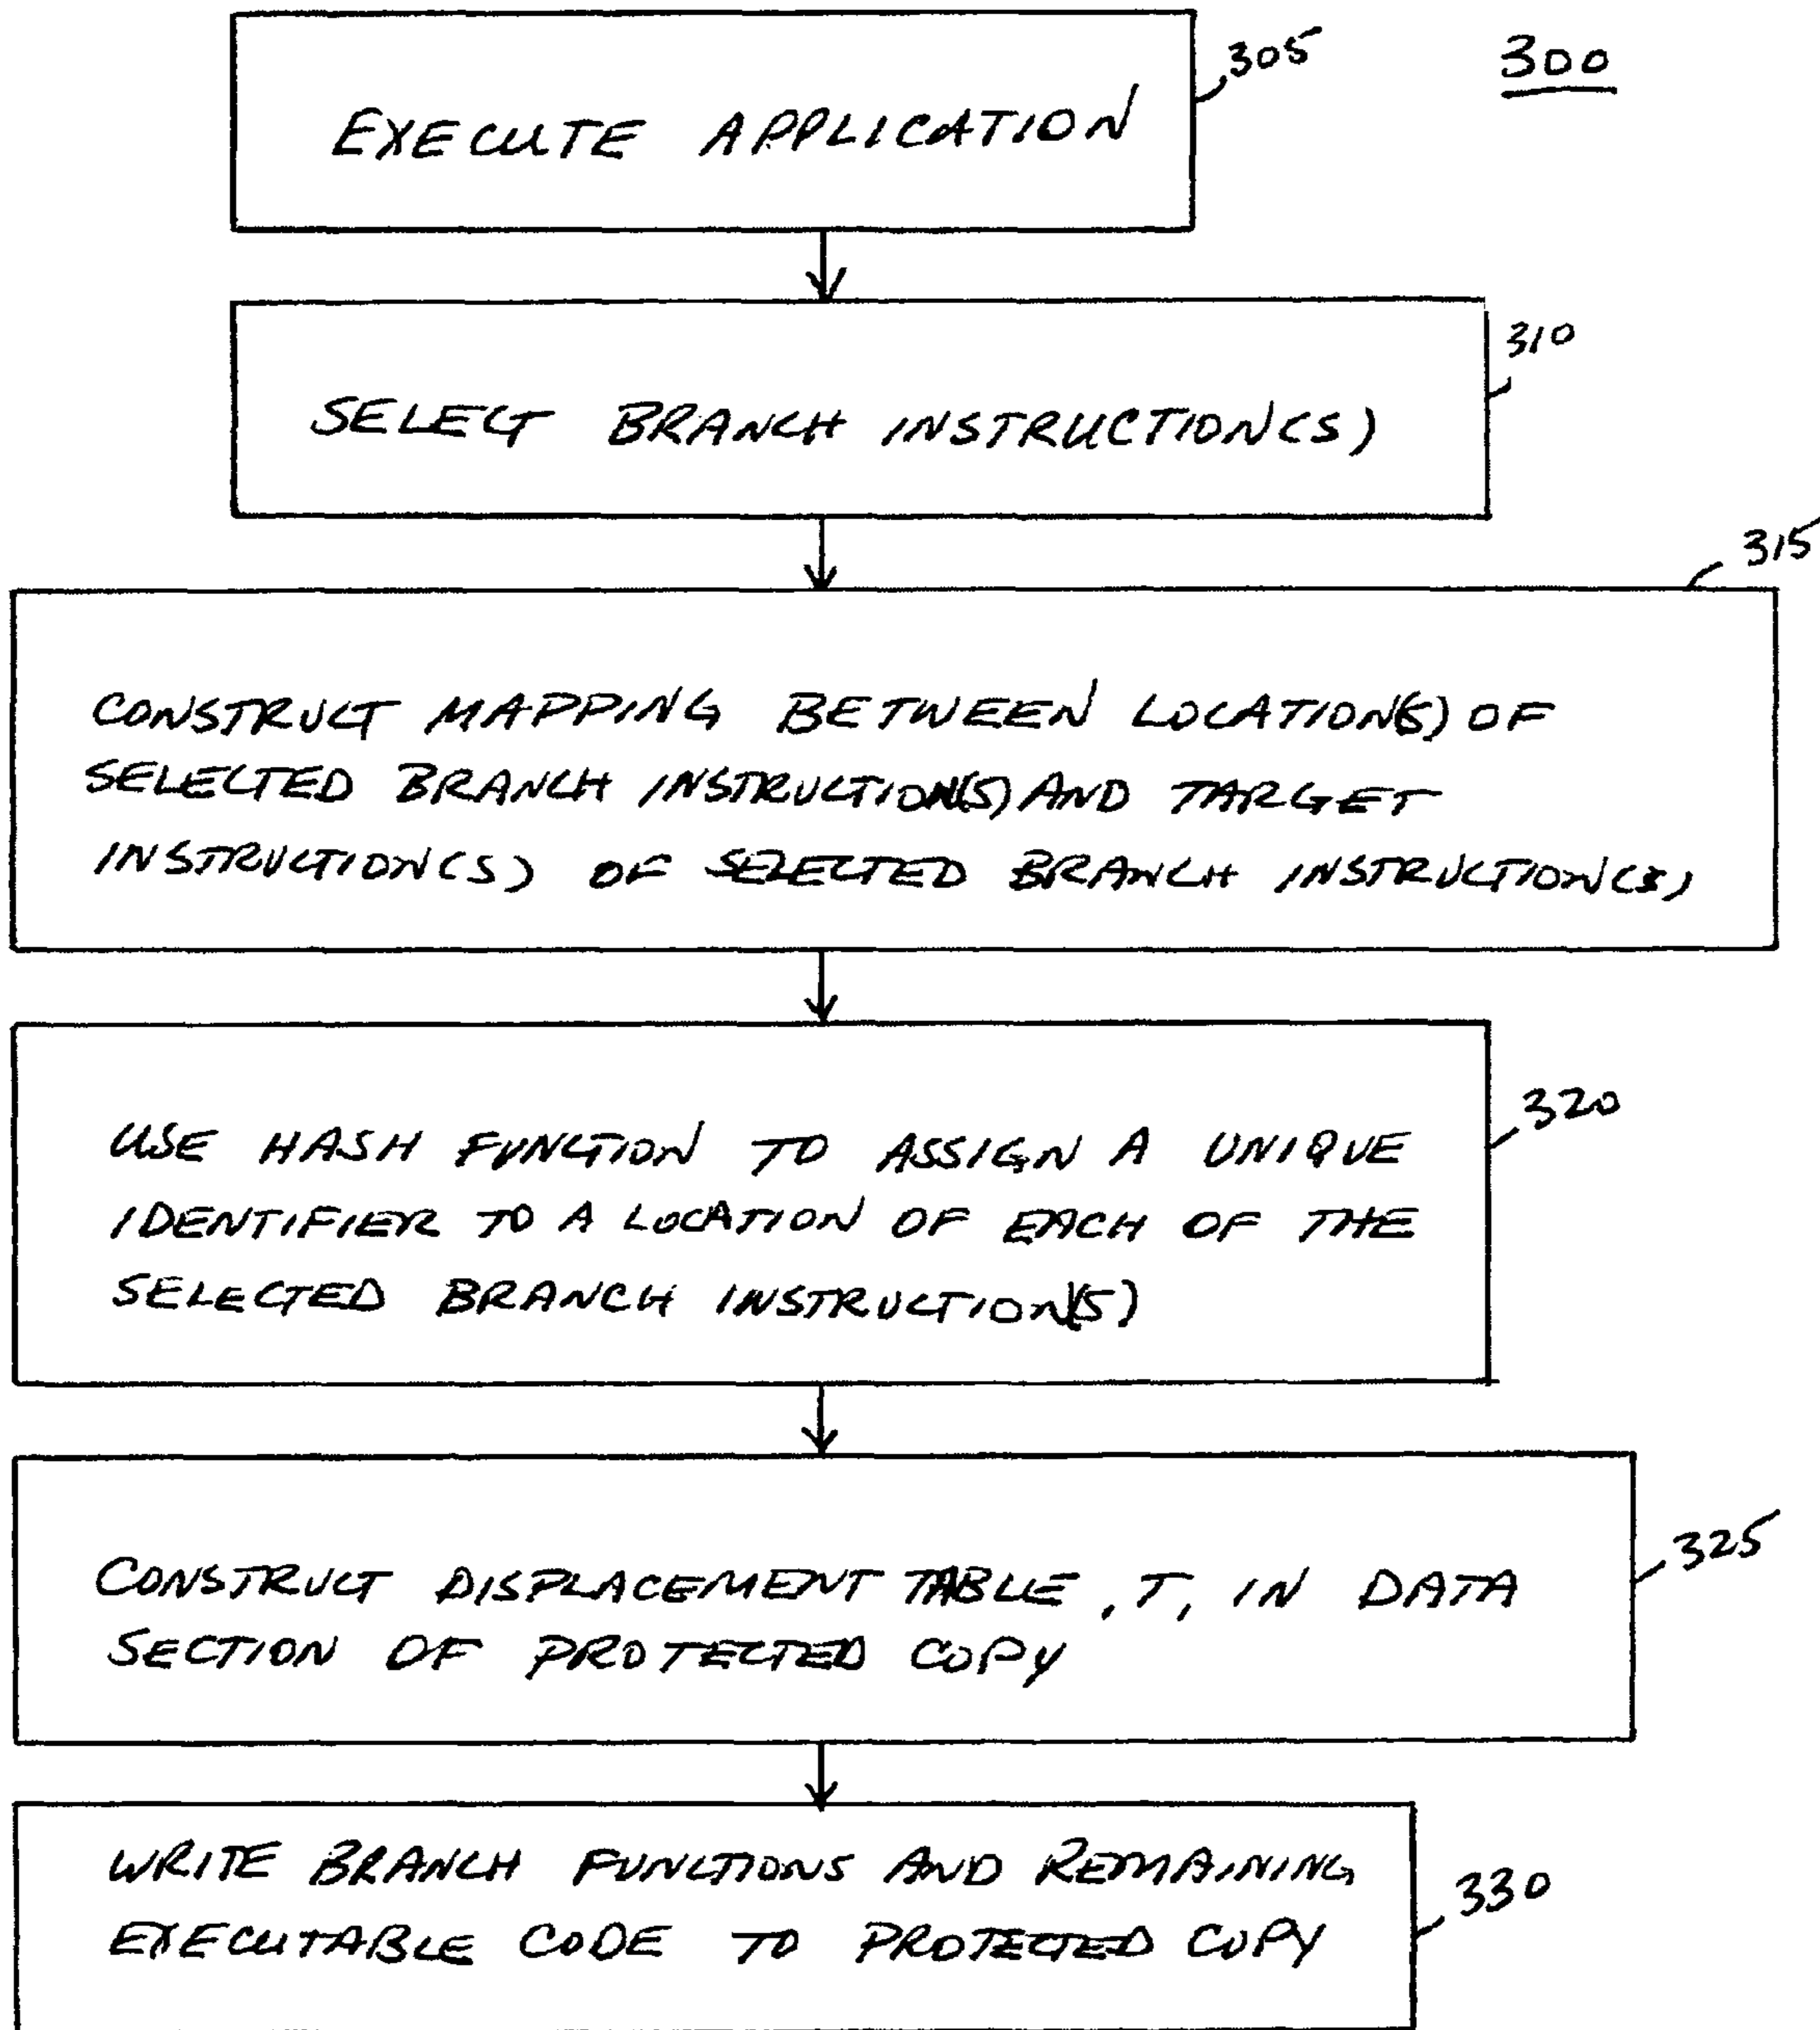 305
300
EXECUTE APPLICATION
310
SELECT BRANCH INSTRUCTION(S)
315
CONSTRUCT MAPPING BETWEEN LOCATION(S) OF
SELECTED BRANCH INSTRUCTION(S) AND TARGET
INSTRUCTION(S) OF SELECTED BRANCH INSTRUCTION(S)
320
USE HASH FUNCTION TO ASSIGN A UNIQUE
IDENTIFIER TO A LOCATION OF EACH OF THE
SELECTED BRANCH INSTRUCTION(S)
325
CONSTRUCT DISPLACEMENT TABLE, T, IN DATA
SECTION OF PROTECTED COPY
WRITE BRANCH FUNCTIONS AND REMAINING
330
EXECUTABLE CODE TO PROTECTED COPY